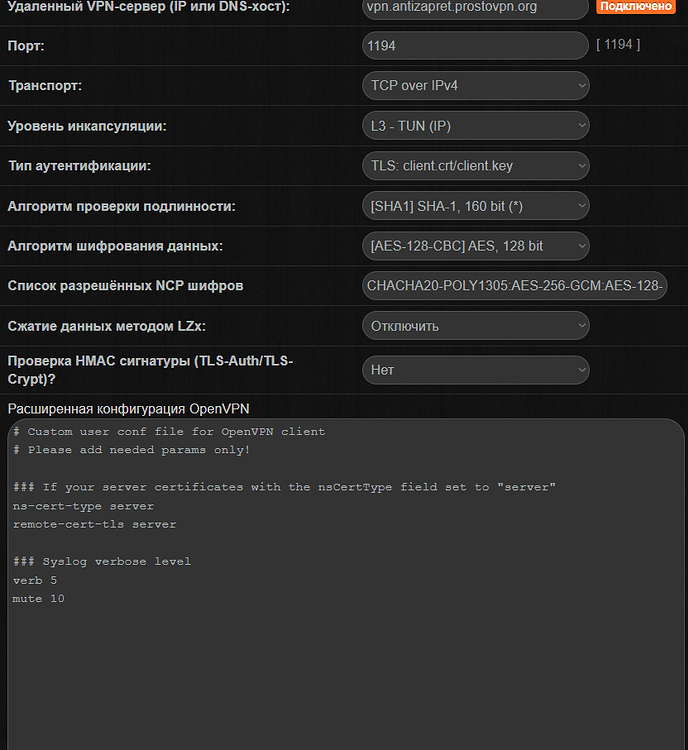 Удаленный VPN-сервер (IP или DNS-хост): vpn.antizapret.prostovpn.org Подключено
Порт: 1194 [ 1194 ]
Транспорт: TCP over IPv4
Уровень инкапсуляции: L3 - TUN (IP)
Тип аутентификации: TLS: client.crt/client.key
Алгоритм проверки подлинности: [SHA1] SHA-1, 160 bit (*)
Алгоритм шифрования данных: [AES-128-CBC] AES, 128 bit
Список разрешённых NCP шифров CHACHA20-POLY1305:AES-256-GCM:AES-128-
Сжатие данных методом LZx: Отключить
Проверка HMAC сигнатуры (TLS-Auth/TLS-
Crypt)? Нет
Расширенная конфигурация OpenVPN
# Custom user conf file for OpenVPN client
# Please add needed params only!
### If your server certificates with the nsCertType field set to "server"
ns-cert-type server
remote-cert-tls server
### Syslog verbose level
verb 5
mute 10